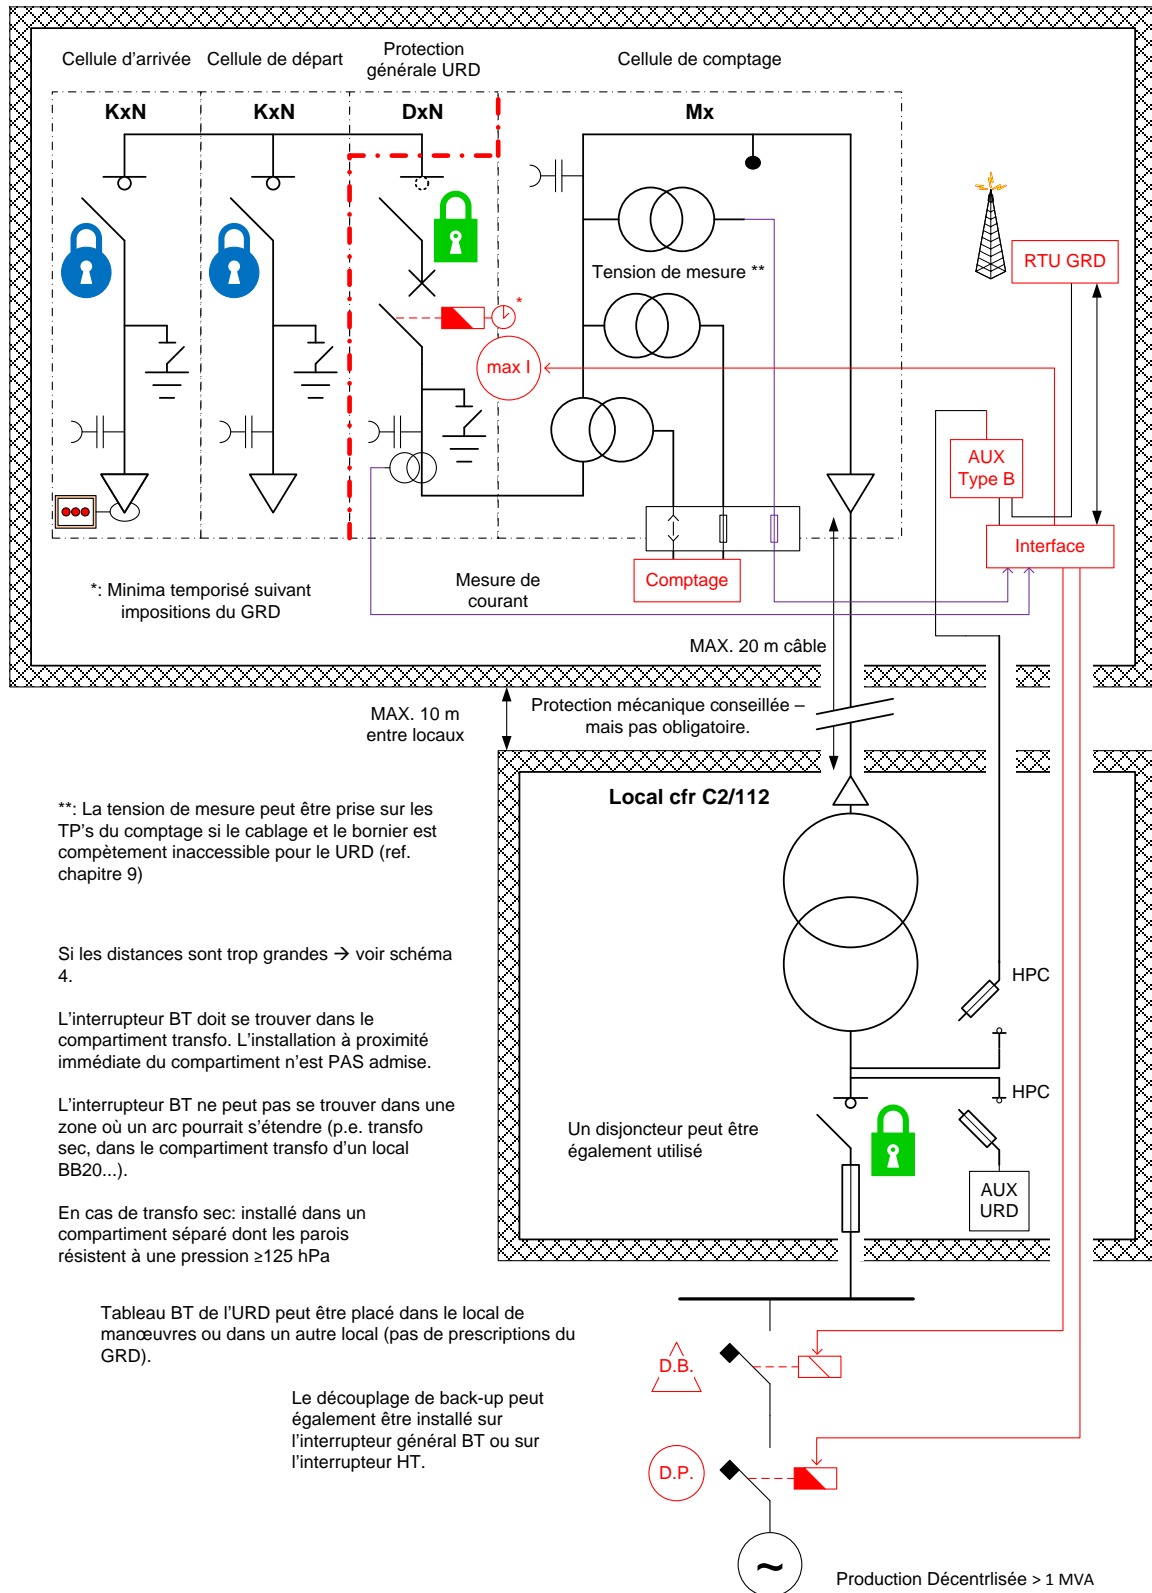 Cellule d'arrivée
Cellule de départ
Protection
générale URD
Cellule de comptage
KxN
KxN
DxN
Mx
Tension de mesure **
RTU GRD
*
max I
AUX
Type B
Interface
Comptage
*: Minima temporisé suivant
impositions du GRD
Mesure de
courant
MAX. 20 m câble
MAX. 10 m
entre locaux
Protection mécanique conseillée –
mais pas obligatoire.
Local cfr C2/112
**: La tension de mesure peut être prise sur les
TP's du comptage si le cablage et le bornier est
compètement inaccessible pour le URD (ref.
chapitre 9)
Si les distances sont trop grandes → voir schéma
4.
L'interrupteur BT doit se trouver dans le
compartiment transfo. L'installation à proximité
immédiate du compartiment n'est PAS admise.
L'interrupteur BT ne peut pas se trouver dans une
zone où un arc pourrait s'étendre (p.e. transfo
sec, dans le compartiment transfo d'un local
BB20...).
En cas de transfo sec: installé dans un
compartiment séparé dont les parois
résistent à une pression ≥125 hPa
HPC
HPC
Un disjoncteur peut être
également utilisé
AUX
URD
Tableau BT de l'URD peut être placé dans le local de
manœuvres ou dans un autre local (pas de prescriptions du
GRD).
D.B.
Le découplage de back-up peut
également être installé sur
l'interrupteur général BT ou sur
l'interrupteur HT.
D.P.
~
Production Décentrlisée > 1 MVA